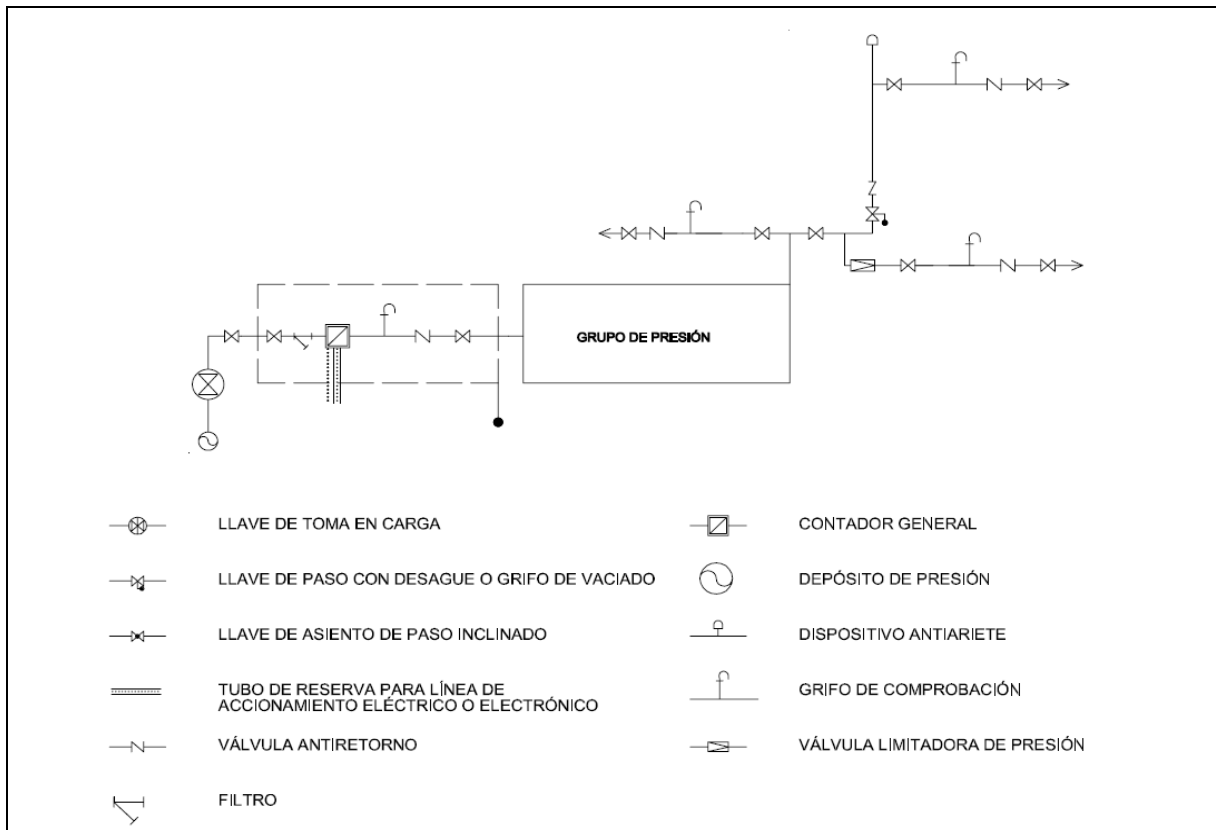 GRUPO DE PRESIÓN
LLAVE DE TOMA EN CARGA
CONTADOR GENERAL
LLAVE DE PASO CON DESAGUE O GRIFO DE VACIADO
DEPÓSITO DE PRESIÓN
LLAVE DE ASIENTO DE PASO INCLINADO
DISPOSITIVO ANTIARIETE
TUBO DE RESERVA PARA LÍNEA DE
ACCIONAMIENTO ELÉCTRICO O ELECTRÓNICO
GRIFO DE COMPROBACIÓN
VÁLVULA ANTIRETORNO
VÁLVULA LIMITADORA DE PRESIÓN
FILTRO